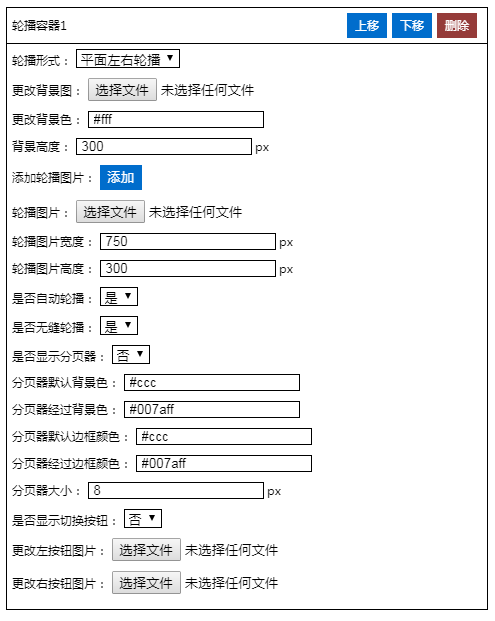 轮播容器1 上移 下移 删除
轮播形式： 平面左右轮播
更改背景图： 选择文件 未选择任何文件
更改背景色： #fff
背景高度： 300 px
添加轮播图片： 添加
轮播图片： 选择文件 未选择任何文件
轮播图片宽度： 750 px
轮播图片高度： 300 px
是否自动轮播： 是
是否无缝轮播： 是
是否显示分页器： 否
分页器默认背景色： #ccc
分页器经过背景色： #007aff
分页器默认边框颜色： #ccc
分页器经过边框颜色： #007aff
分页器大小： 8 px
是否显示切换按钮： 否
更改左按钮图片： 选择文件 未选择任何文件
更改右按钮图片： 选择文件 未选择任何文件